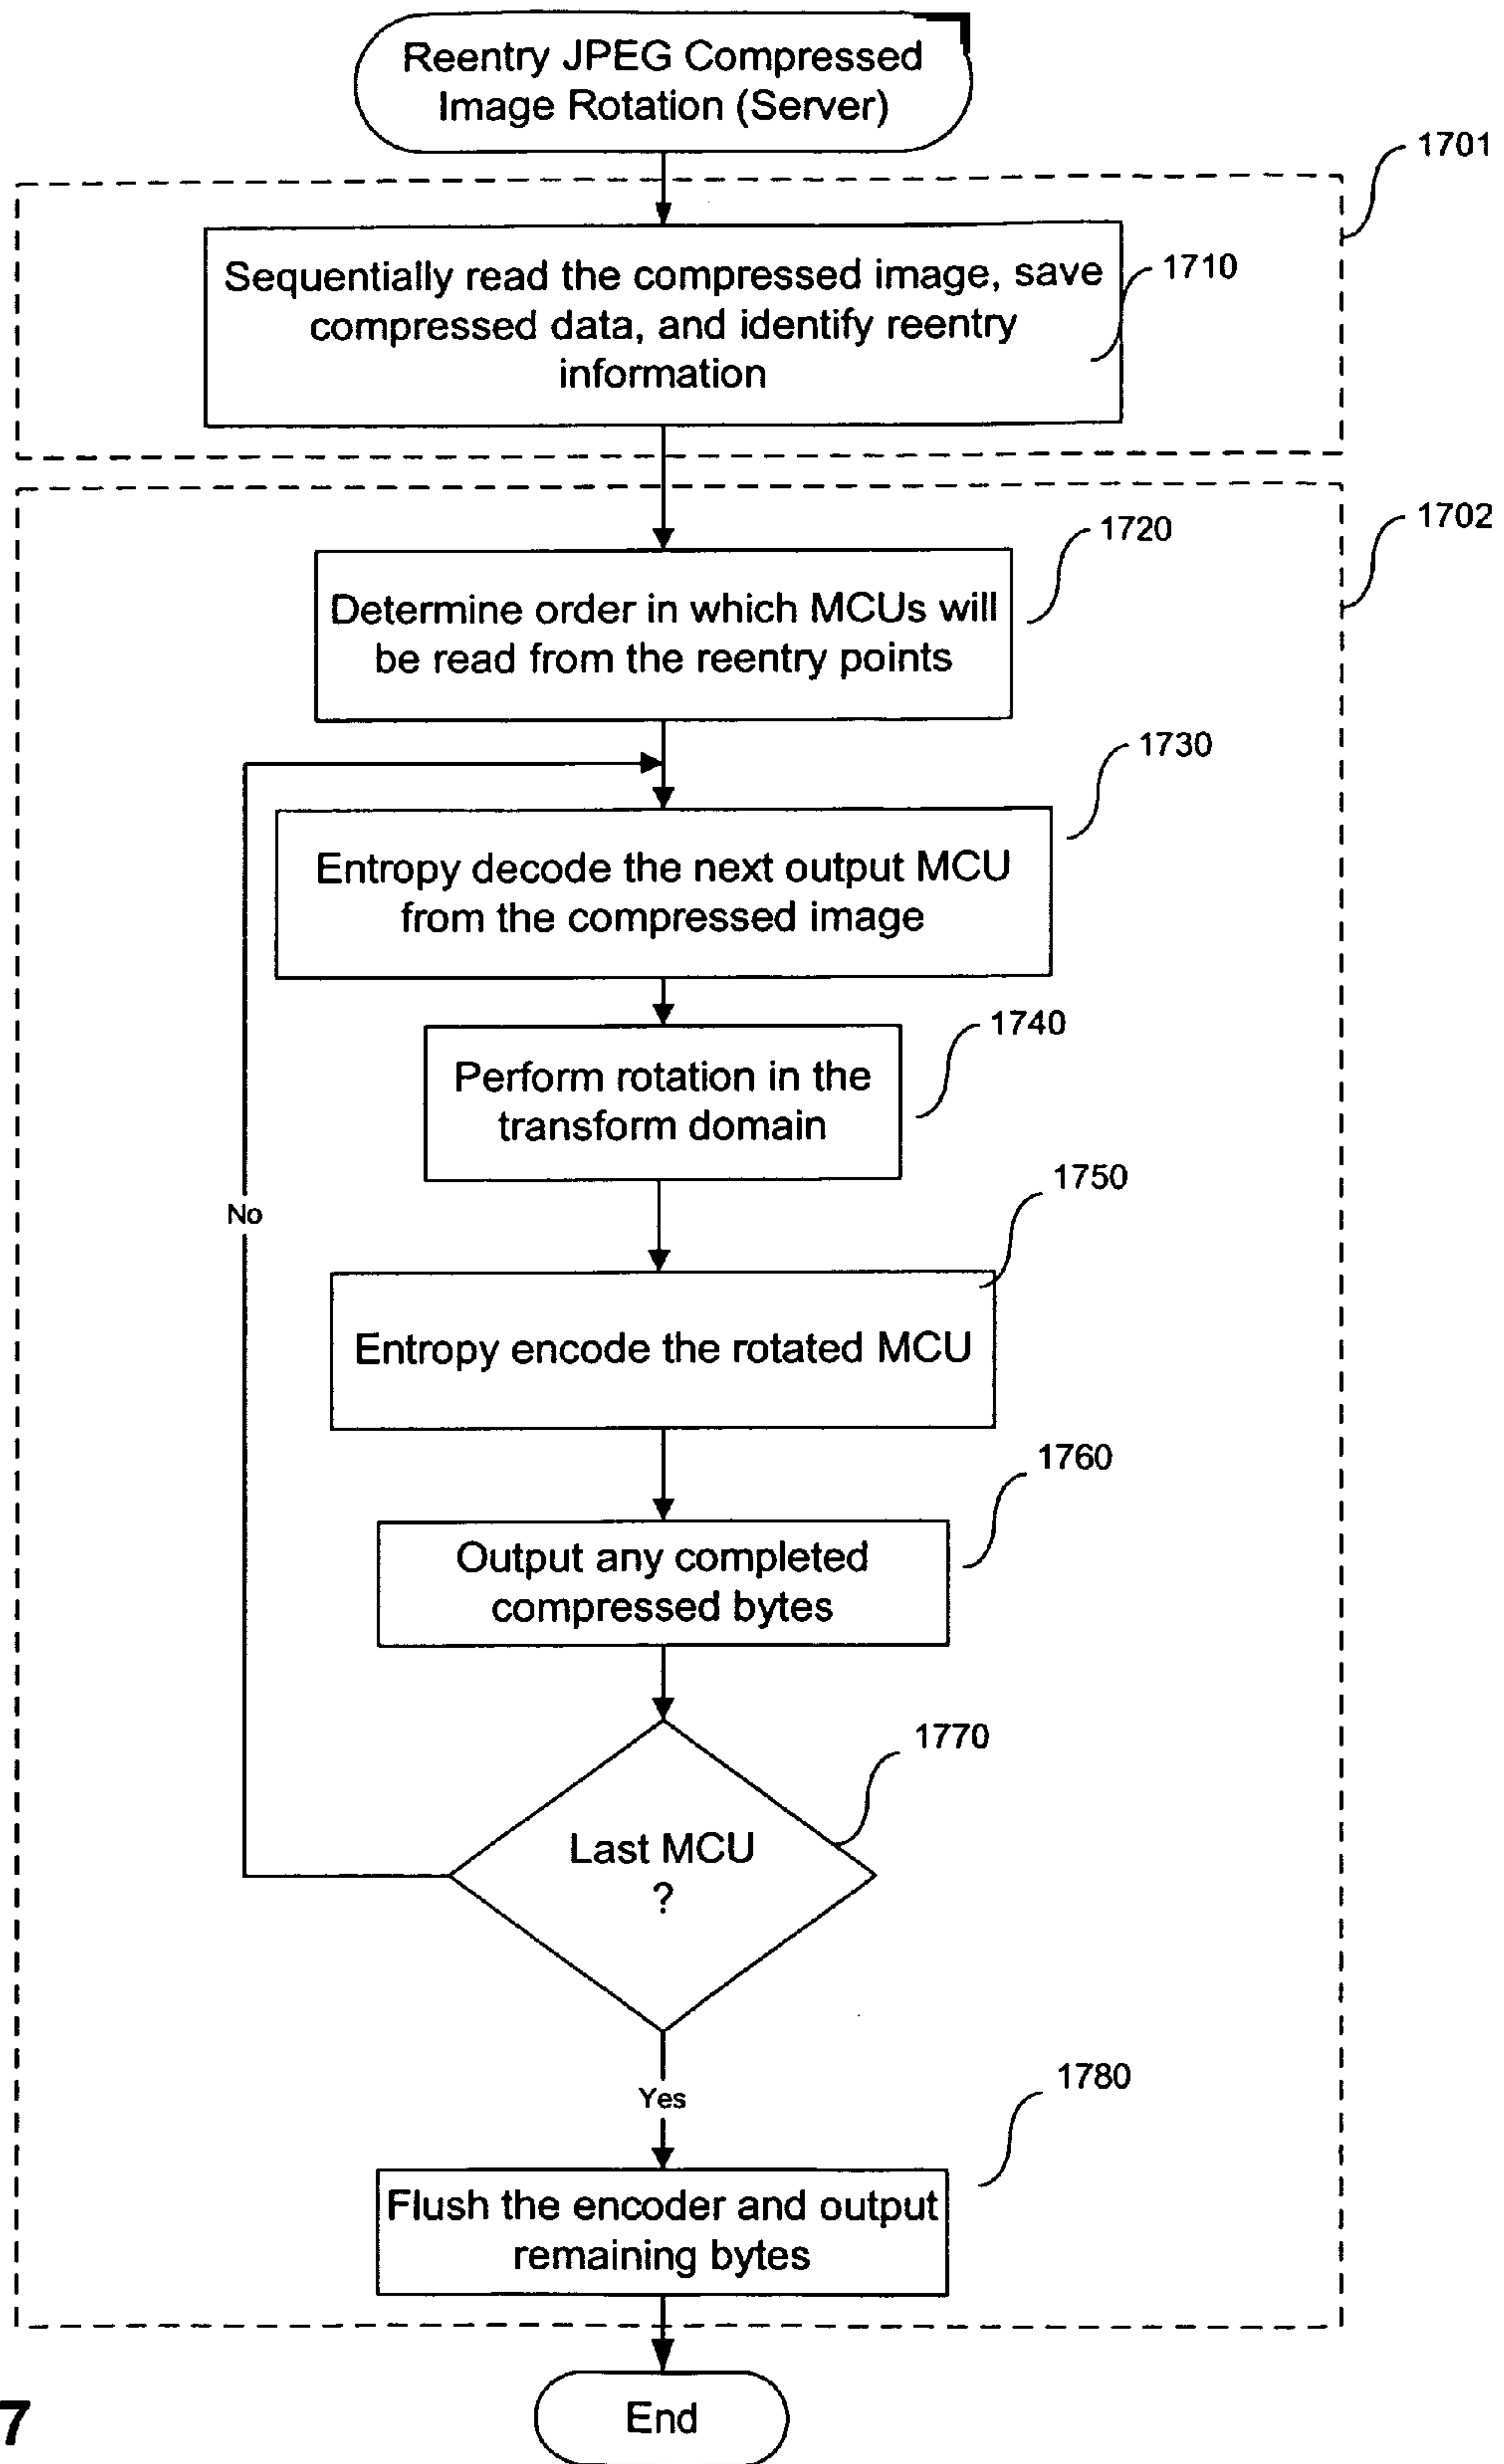 Reentry JPEG Compressed
Image Rotation (Server)
1701
Sequentially read the compressed image, save
compressed data, and identify reentry
information
1710
1702
1720
Determine order in which MCUs will
be read from the reentry points
1730
Entropy decode the next output MCU
from the compressed image
1740
Perform rotation in the
transform domain
1750
No
Entropy encode the rotated MCU
1760
Output any completed
compressed bytes
1770
Last MCU
?
Yes
1780
Flush the encoder and output
remaining bytes
End
7